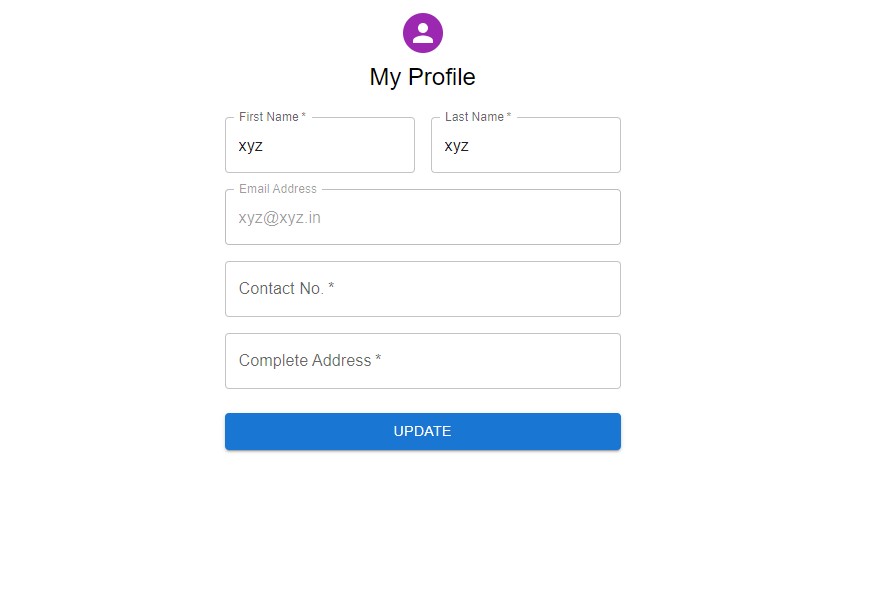 My Profile
First Name * Last Name *
xyz xyz
Email Address
xyz@xyz.in
Contact No. *
Complete Address *
UPDATE